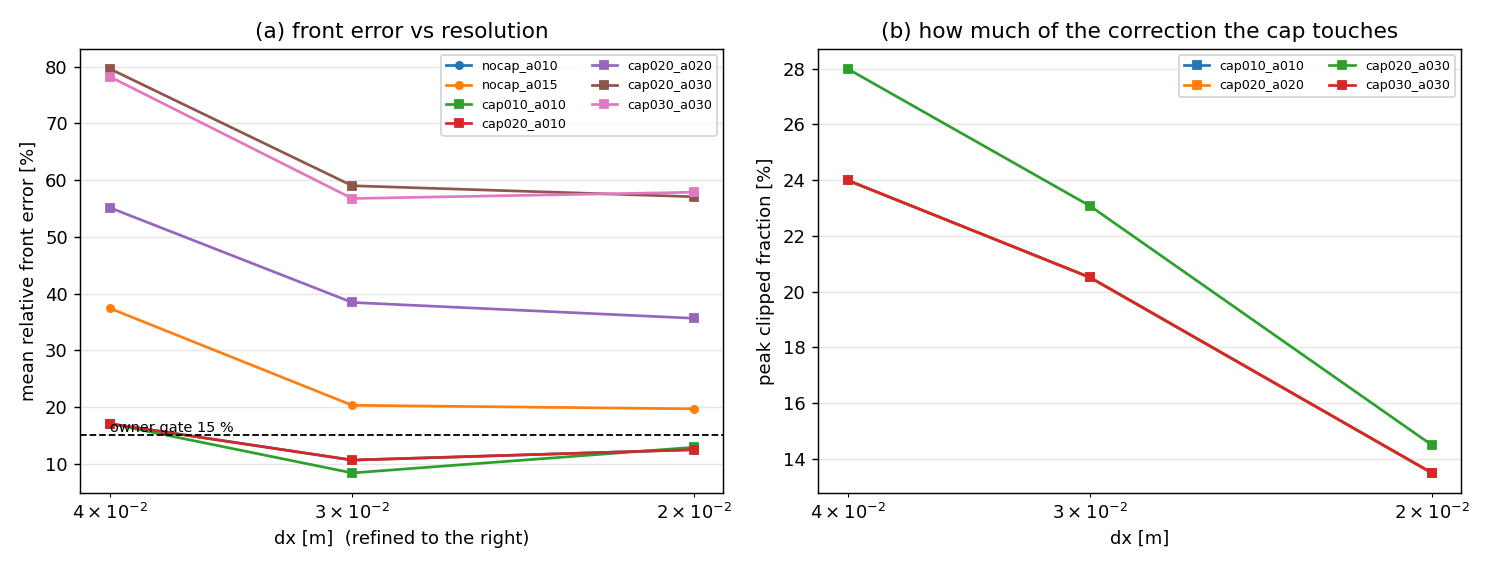 (a) front error vs resolution
mean relative front error [%]
80
70
60
50
40
30
20
10
nocap_a010
nocap_a015
cap010_a010
cap020_a010
cap020_a020
cap020_a030
cap030_a030
owner gate 15 %
4 × 10⁻²
3 × 10⁻²
2 × 10⁻²
dx [m]  (refined to the right)
(b) how much of the correction the cap touches
peak clipped fraction [%]
28
26
24
22
20
18
16
14
cap010_a010
cap020_a020
cap020_a030
cap030_a030
4 × 10⁻²
3 × 10⁻²
2 × 10⁻²
dx [m]